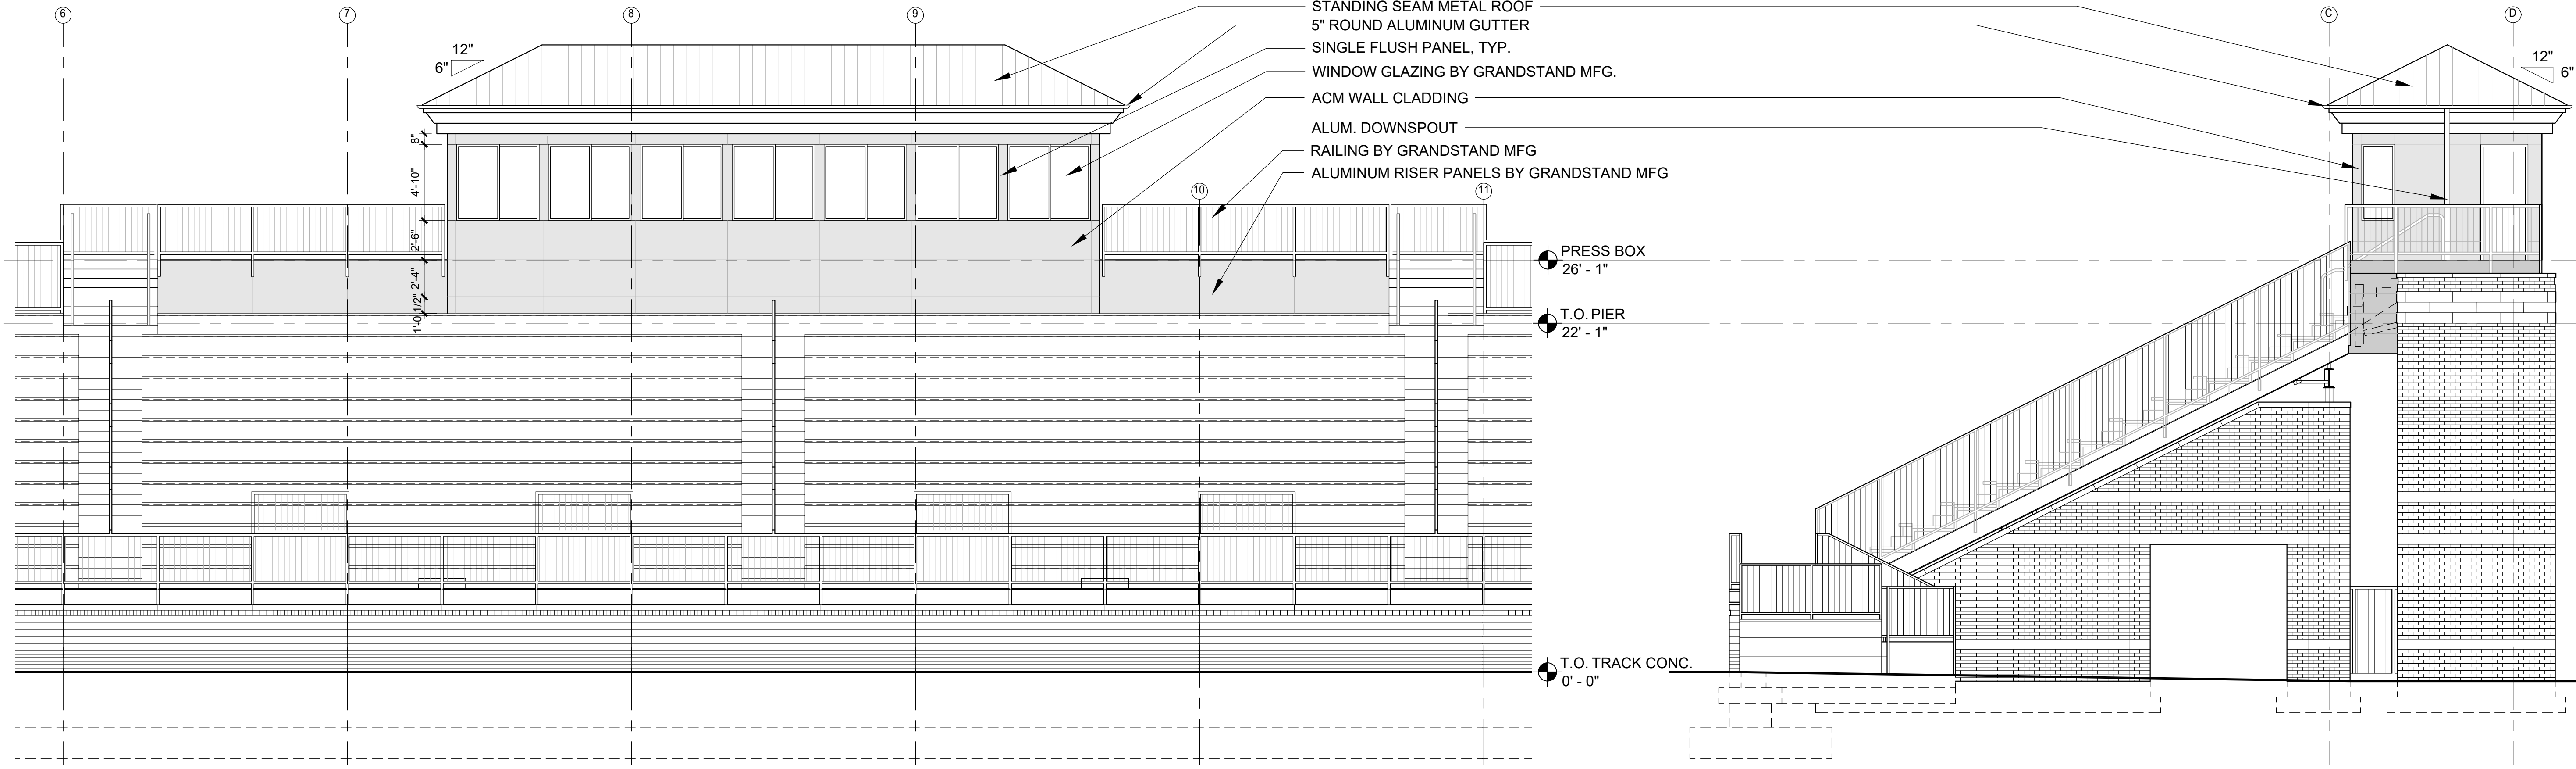 6
7
8
9
C
D
STANDING SEAM METAL ROOF
5" ROUND ALUMINUM GUTTER
SINGLE FLUSH PANEL, TYP.
WINDOW GLAZING BY GRANDSTAND MFG.
ACM WALL CLADDING
ALUM. DOWNSPOUT
RAILING BY GRANDSTAND MFG
ALUMINUM RISER PANELS BY GRANDSTAND MFG
12"
6"
12"
6"
8"
4'-10"
2'-6"
2'-4"
1'-0 1/2"
10
11
PRESS BOX
26' - 1"
T.O. PIER
22' - 1"
T.O. TRACK CONC.
0' - 0"